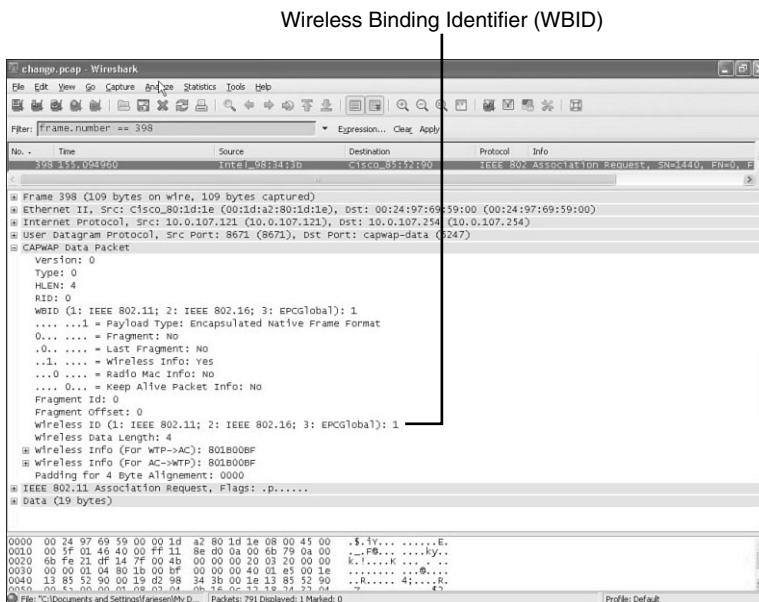 Wireless Binding Identifier (WBID)
change.pcap - Wireshark
File Edit View Go Capture Analyze Statistics Tools Help
Filter: frame.number == 398 Expression... Clear Apply
No. - Time Source Destination Protocol Info
398 155.094960 Intel_98:34:3b Cisco_85:52:90 IEEE 802 Association Request, SN=1440, FN=0, F
Frame 398 (109 bytes on wire, 109 bytes captured)
Ethernet II, Src: Cisco_80:1d:1e (00:1d:a2:80:1d:1e), Dst: 00:24:97:69:59:00 (00:24:97:69:59:00)
Internet Protocol, Src: 10.0.107.121 (10.0.107.121), Dst: 10.0.107.254 (10.0.107.254)
User Datagram Protocol, Src Port: 8671 (8671), Dst Port: capwap-data (5247)
CAPWAP Data Packet
Version: 0
Type: 0
HLEN: 4
RID: 0
WBID (1: IEEE 802.11; 2: IEEE 802.16; 3: EPCGlobal): 1
.... ...1 = Payload Type: Encapsulated Native Frame Format
0... .... = Fragment: No
.0.. .... = Last Fragment: No
..1. .... = Wireless Info: Yes
...0 .... = Radio Mac Info: No
.... 0... = Keep Alive Packet Info: No
Fragment Id: 0
Fragment Offset: 0
Wireless ID (1: IEEE 802.11; 2: IEEE 802.16; 3: EPCGlobal): 1
Wireless Data Length: 4
Wireless Info (For WTP->AC): 801B00BF
Wireless Info (For AC->WTP): 801B00BF
Padding for 4 Byte Alignement: 0000
IEEE 802.11 Association Request, Flags: .p......
Data (19 bytes)
0000 00 24 97 69 59 00 00 1d a2 80 1d 1e 08 00 45 00 .$.iY... ......E.
0010 00 5f 01 46 40 00 ff 11 8e d0 0a 00 6b 79 0a 00 ._.F@... ....ky..
0020 6b fe 21 df 14 7f 00 4b 00 00 00 20 03 20 00 00 k.!....K ... . ..
0030 00 00 01 04 80 1b 00 bf 00 00 00 40 01 e5 00 1e ........ ...@....
0040 13 85 52 90 00 19 d2 98 34 3b 00 1e 13 85 52 90 ..R..... 4;....R.
File: "C:\Documents and Settings\fariesen\My D... Packets: 791 Displayed: 1 Marked: 0 Profile: Default